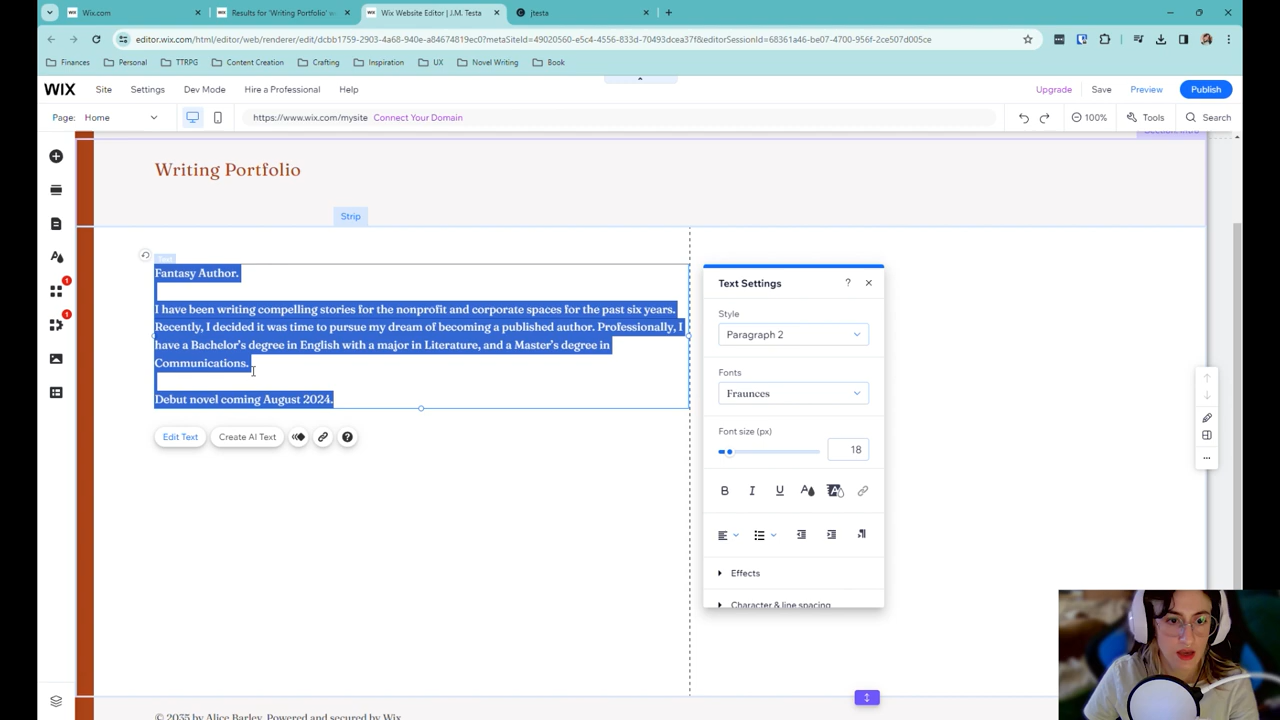 Wix.com
Results for 'Writing Portfolio' w
Wix Website Editor | J.M. Testa
jtesta
editor.wix.com/html/editor/web/renderer/edit/dcbb1759-2903-4a68-940e-a84674819ec0?metaSiteId=49020560-e5c4-4556-833d-70493dcea37f&editorSessionId=68361a46-be07-4700-956f-2ce507d005ce
Finances Personal TTRPG Content Creation Crafting Inspiration UX Novel Writing Book
WIX Site Settings Dev Mode Hire a Professional Help Upgrade Save Preview Publish
Page: Home https://www.wix.com/mysite Connect Your Domain 100% Tools Search
Writing Portfolio
Strip
Text
Fantasy Author.
I have been writing compelling stories for the nonprofit and corporate spaces for the past six years.
Recently, I decided it was time to pursue my dream of becoming a published author. Professionally, I
have a Bachelor's degree in English with a major in Literature, and a Master's degree in
Communications.
Debut novel coming August 2024.
Edit Text Create AI Text
Text Settings
Style
Paragraph 2
Fonts
Fraunces
Font size (px)
18
B I U
Effects
Character & line spacing
© 2035 by Alice Barley. Powered and secured by Wix